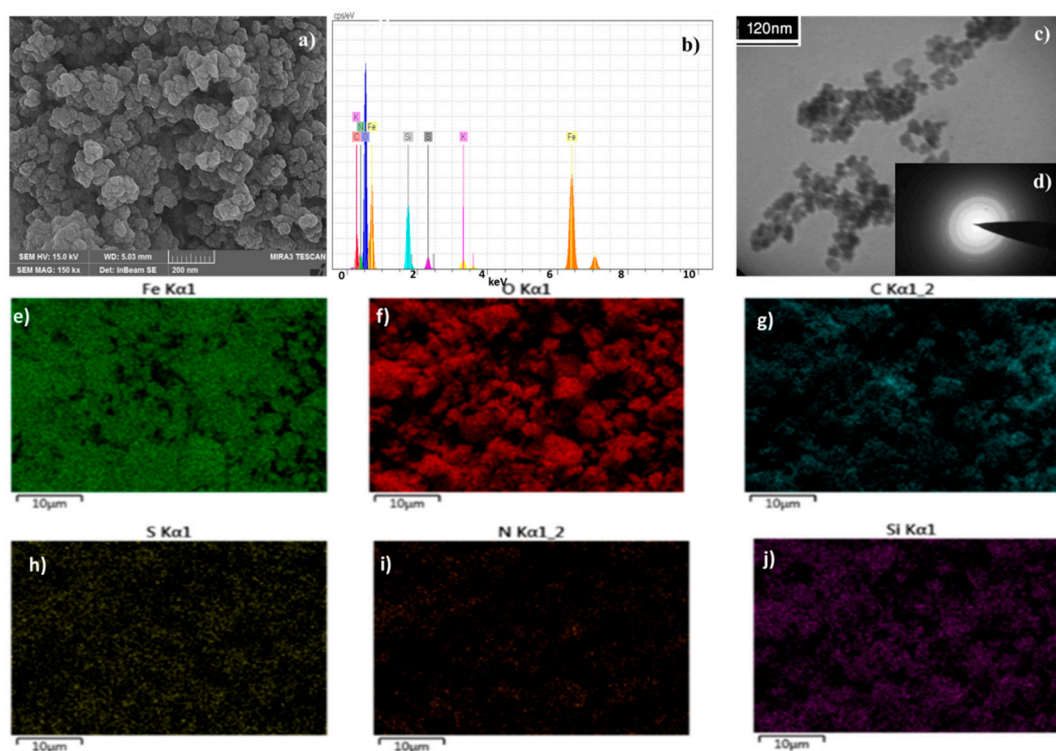 a)
SEM HV: 15.0 kV WD: 5.03 mm MIRA3 TESCAN
SEM MAG: 150 kx Det: InBeam SE 200 nm
cps/eV
b)
K
N Fe
C
Si
S
K
Fe
0 2 4 6 8 10
keV
120nm
c)
d)
Fe Kα1
e)
10μm
O Kα1
f)
10μm
C Kα1_2
g)
10μm
S Kα1
h)
10μm
N Kα1_2
i)
10μm
Si Kα1
j)
10μm